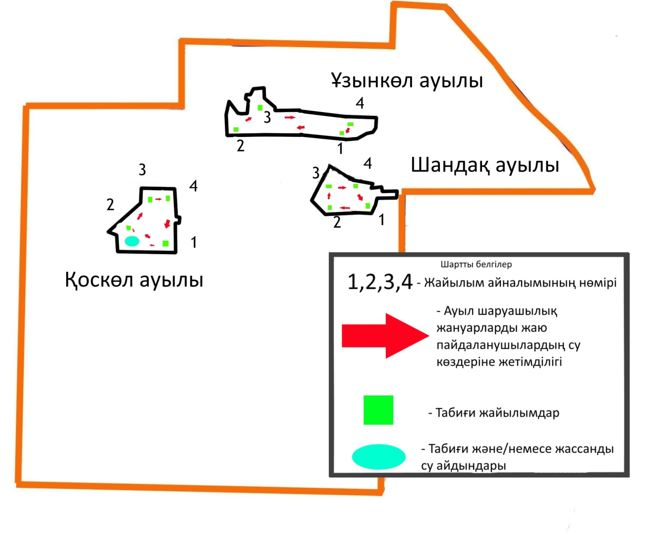 Ұзынкөл ауылы
4
3
2
1
Шандақ ауылы
4
3
2
1
3
4
2
1
Қоскөл ауылы
Шартты белгілер
1,2,3,4 - Жайылым айналымының нөмірі
- Ауыл шаруашылық
жануарларды жаю
пайдаланушылардың су
көздеріне жетімділігі
- Табиғи жайылымдар
- Табиғи және/немесе жассанды
су айдындары